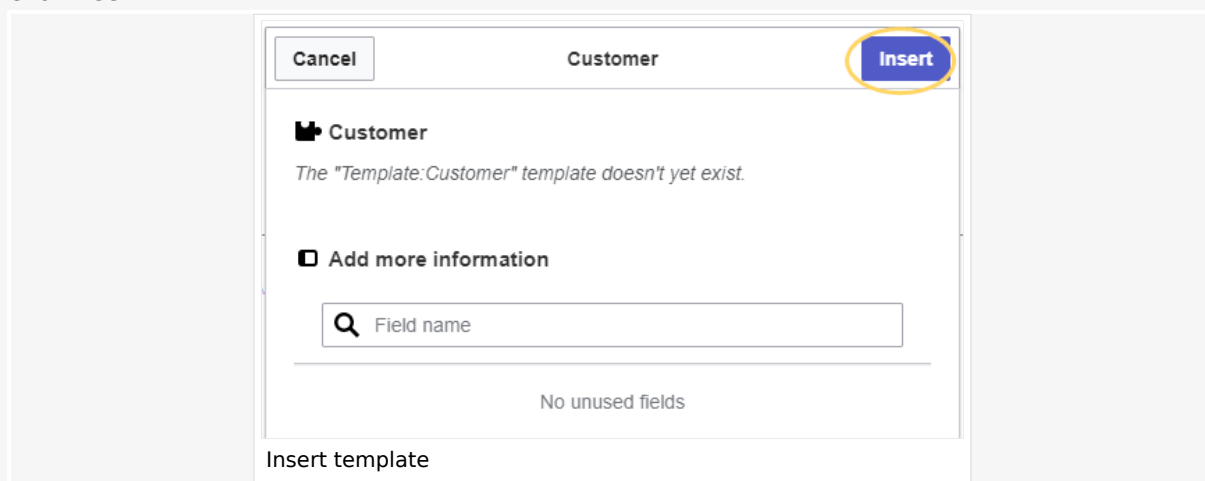 Cancel Customer Insert
Customer
The "Template:Customer" template doesn't yet exist.
Add more information
Field name
No unused fields
Insert template